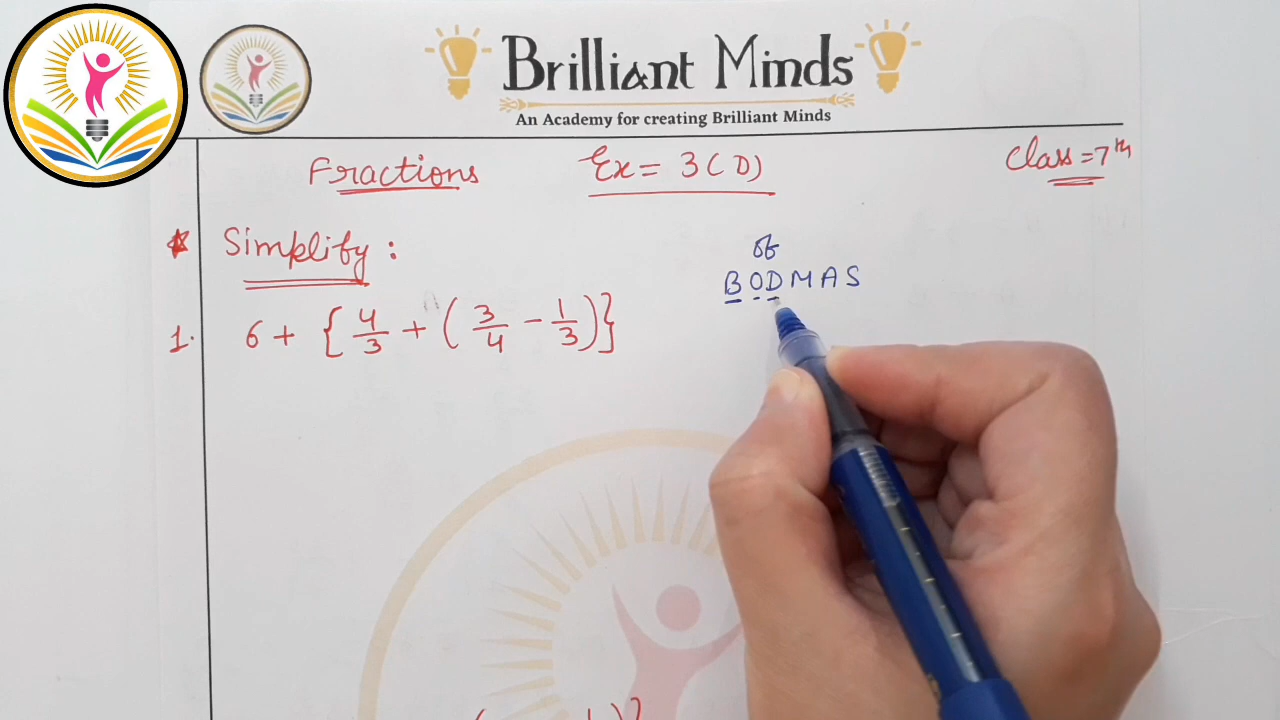 Brilliant Minds
An Academy for creating Brilliant Minds
Fractions Ex = 3(D) Class = 7th
* Simplify :
of
BODMAS
1. 6 + { 4/3 + ( 3/4 - 1/3 ) }